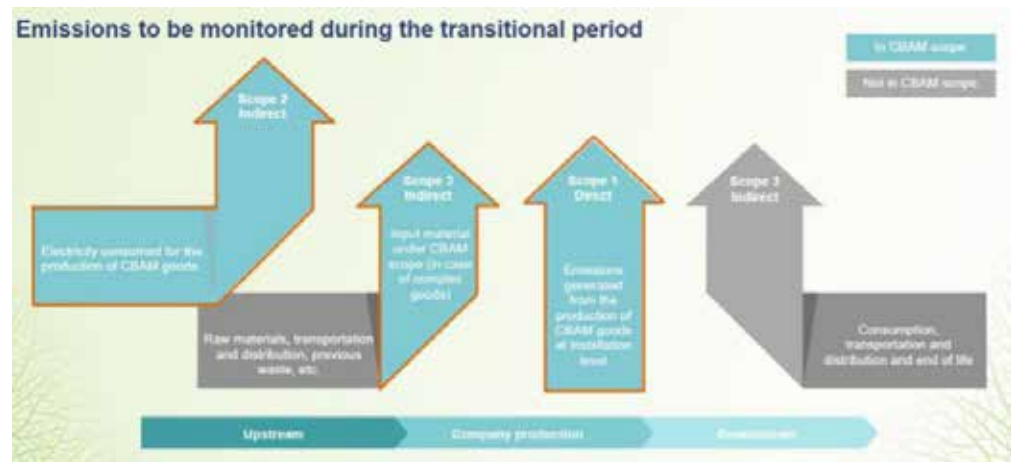 Emissions to be monitored during the transitional period
In CBAM scope
Not in CBAM scope
Scope 2
Indirect
Scope 3
Indirect
Scope 1
Direct
Scope 3
Indirect
Electricity consumed for the
production of CBAM goods
Input material
under CBAM
scope (in case
of complex
goods)
Emissions
generated
from the
production of
CBAM goods
at installation
level
Raw materials, transportation
and distribution, previous
waste, etc.
Consumption,
transportation and
distribution and end of life
Upstream
Company production
Downstream